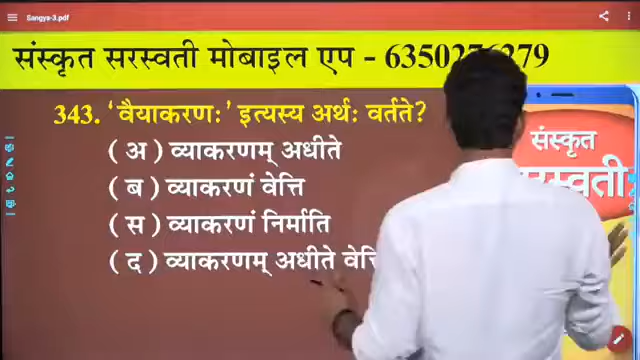 Sangya-3.pdf
संस्कृत सरस्वती मोबाइल एप - 6350276279
343. 'वैयाकरणः' इत्यस्य अर्थः वर्तते?
( अ ) व्याकरणम् अधीते
( ब ) व्याकरणं वेत्ति
( स ) व्याकरणं निर्माति
( द ) व्याकरणम् अधीते
संस्कृत